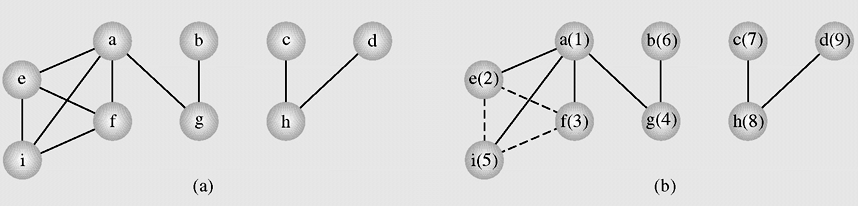 a b c d
e
f g h
i
(a)
a(1) b(6) c(7) d(9)
e(2)
f(3) g(4) h(8)
i(5)
(b)